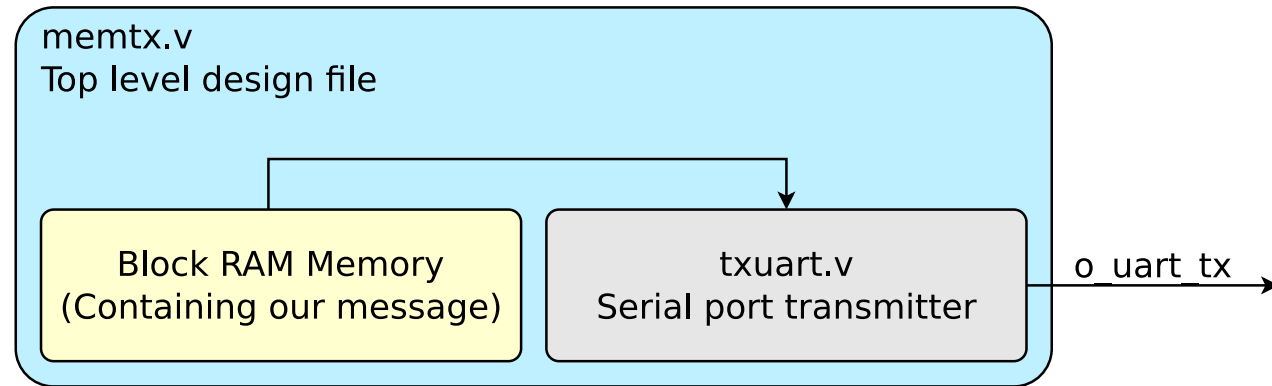 memtx.v
Top level design file
Block RAM Memory
(Containing our message)
txuart.v
Serial port transmitter
o_uart_tx